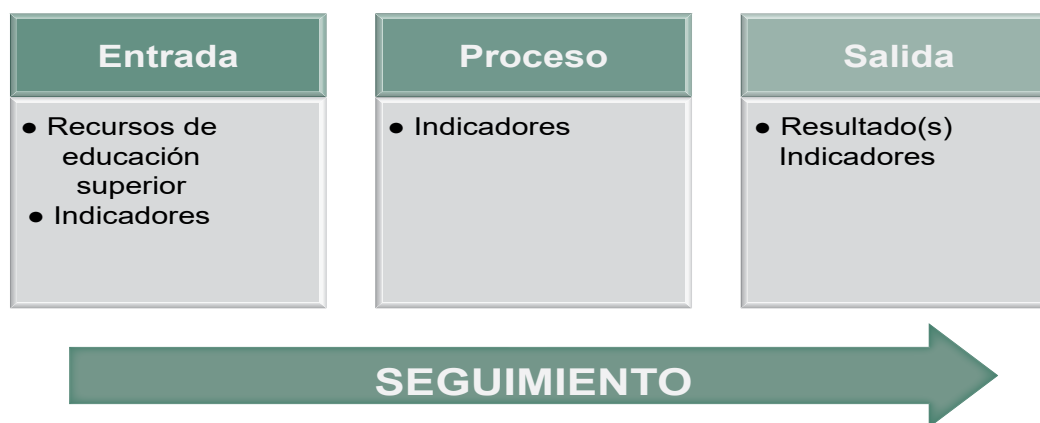 Entrada
● Recursos de
educación
superior
● Indicadores
Proceso
● Indicadores
Salida
● Resultado(s)
Indicadores
SEGUIMIENTO